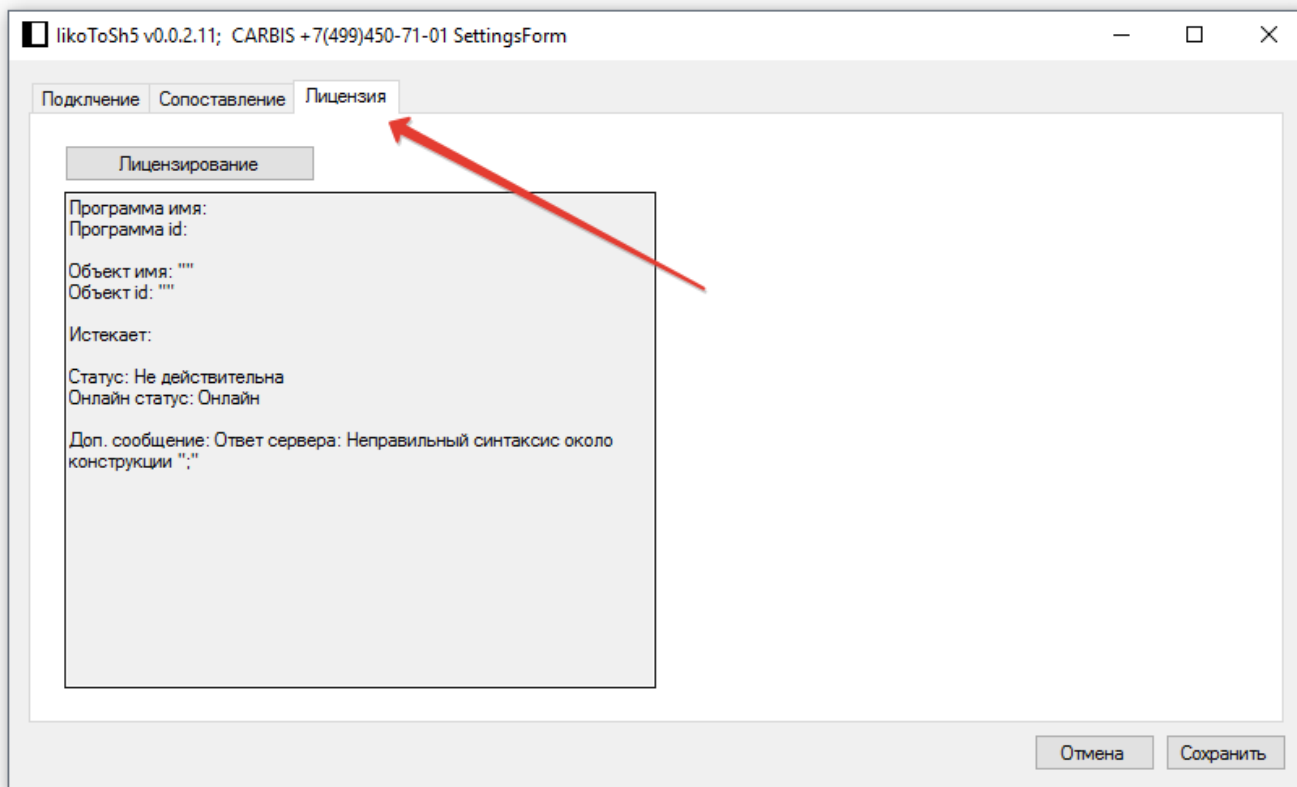 IikoToSh5 v0.0.2.11; CARBIS +7(499)450-71-01 SettingsForm
Подклчение Сопоставление Лицензия
Лицензирование
Программа имя:
Программа id:
Объект имя: ""
Объект id: ""
Истекает:
Статус: Не действительна
Онлайн статус: Онлайн
Доп. сообщение: Ответ сервера: Неправильный синтаксис около
конструкции ";"
Отмена Сохранить